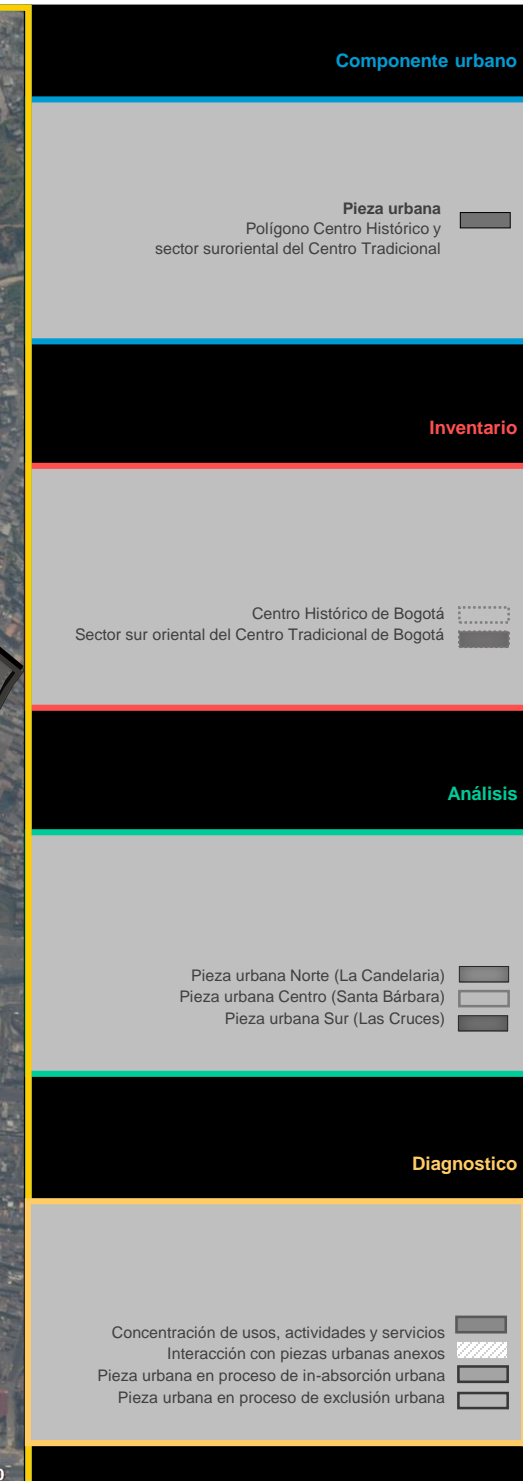 Componente urbano
Pieza urbana
Polígono Centro Histórico y
sector suroriental del Centro Tradicional
Inventario
Centro Histórico de Bogotá
Sector sur oriental del Centro Tradicional de Bogotá
Análisis
Pieza urbana Norte (La Candelaria)
Pieza urbana Centro (Santa Bárbara)
Pieza urbana Sur (Las Cruces)
Diagnostico
Concentración de usos, actividades y servicios
Interacción con piezas urbanas anexos
Pieza urbana en proceso de in-absorción urbana
Pieza urbana en proceso de exclusión urbana